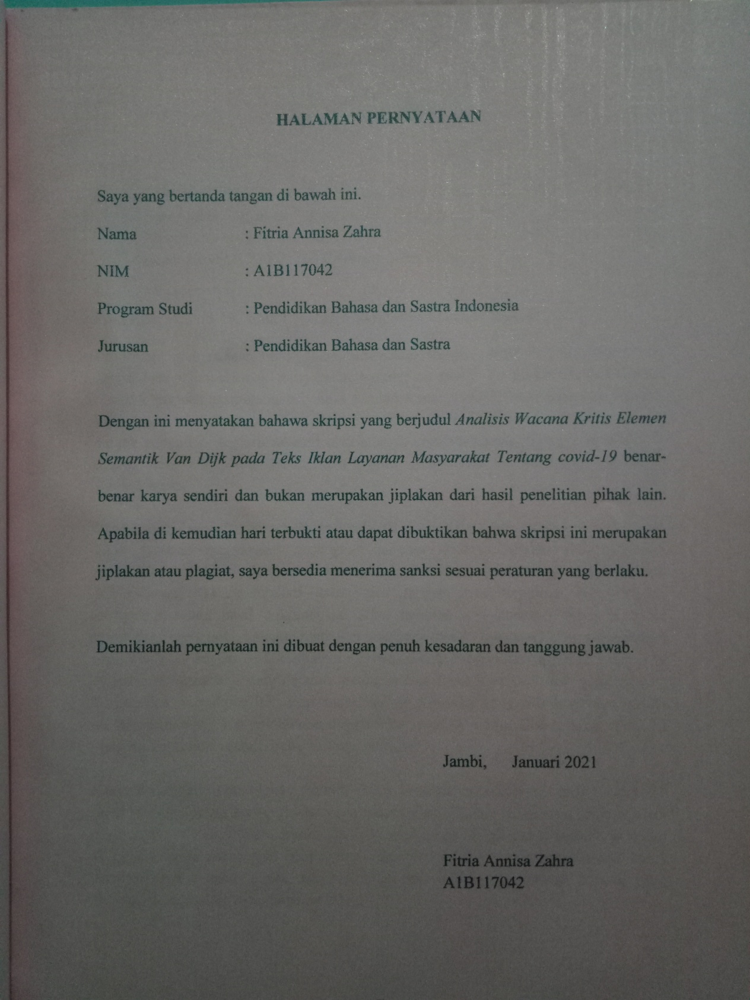 HALAMAN PERNYATAAN
Saya yang bertanda tangan di bawah ini.
Nama : Fitria Annisa Zahra
NIM : A1B117042
Program Studi : Pendidikan Bahasa dan Sastra Indonesia
Jurusan : Pendidikan Bahasa dan Sastra
Dengan ini menyatakan bahawa skripsi yang berjudul Analisis Wacana Kritis Elemen
Semantik Van Dijk pada Teks Iklan Layanan Masyarakat Tentang covid-19 benar-
benar karya sendiri dan bukan merupakan jiplakan dari hasil penelitian pihak lain.
Apabila di kemudian hari terbukti atau dapat dibuktikan bahwa skripsi ini merupakan
jiplakan atau plagiat, saya bersedia menerima sanksi sesuai peraturan yang berlaku.
Demikianlah pernyataan ini dibuat dengan penuh kesadaran dan tanggung jawab.
Jambi, Januari 2021
Fitria Annisa Zahra
A1B117042